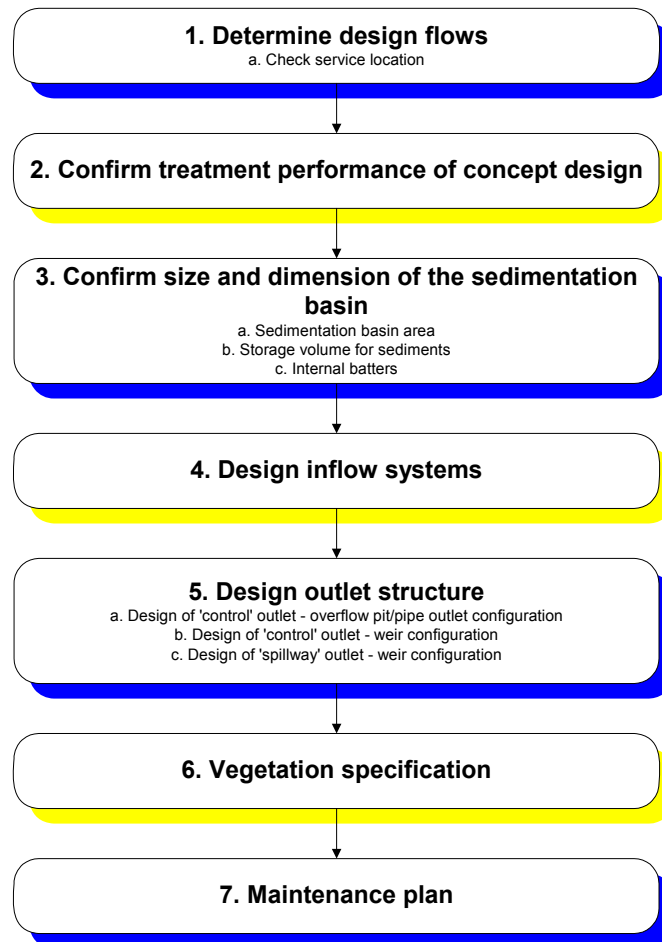 1. Determine design flows
a. Check service location
2. Confirm treatment performance of concept design
3. Confirm size and dimension of the sedimentation
basin
a. Sedimentation basin area
b. Storage volume for sediments
c. Internal batters
4. Design inflow systems
5. Design outlet structure
a. Design of 'control' outlet - overflow pit/pipe outlet configuration
b. Design of 'control' outlet - weir configuration
c. Design of 'spillway' outlet - weir configuration
6. Vegetation specification
7. Maintenance plan